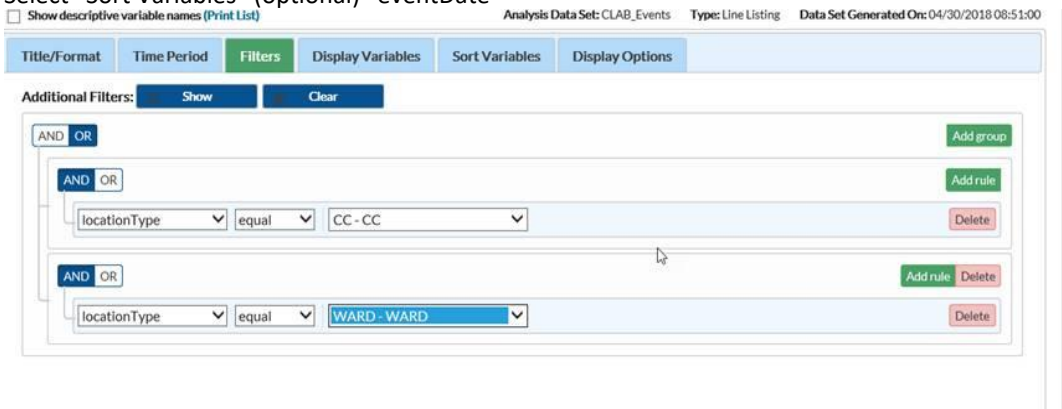 Select "Sort Variables" (optional) "eventDate"
Show descriptive variable names (Print List) Analysis Data Set: CLAB_Events Type: Line Listing Data Set Generated On: 04/30/2018 08:51:00
Title/Format Time Period Filters Display Variables Sort Variables Display Options
Additional Filters: Show Clear
AND OR Add group
AND OR Add rule
locationType equal CC - CC Delete
AND OR Add rule Delete
locationType equal WARD - WARD Delete